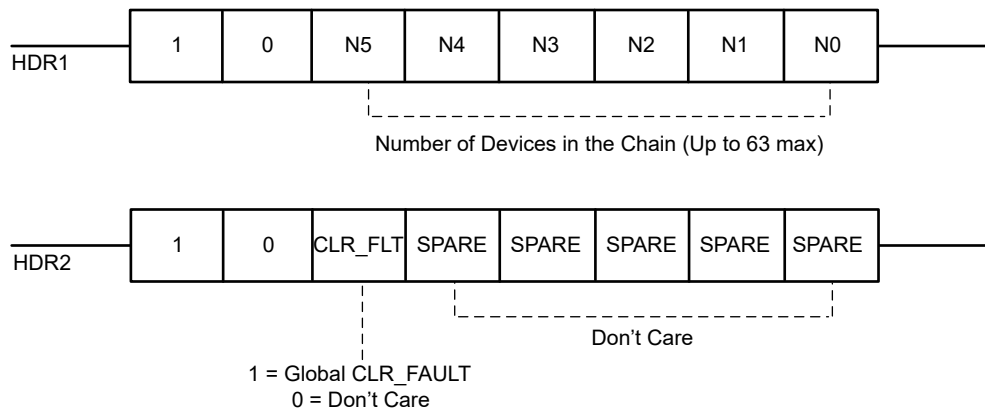 HDR1 1 0 N5 N4 N3 N2 N1 N0
Number of Devices in the Chain (Up to 63 max)
HDR2 1 0 CLR_FLT SPARE SPARE SPARE SPARE SPARE
Don't Care
1 = Global CLR_FAULT
0 = Don't Care